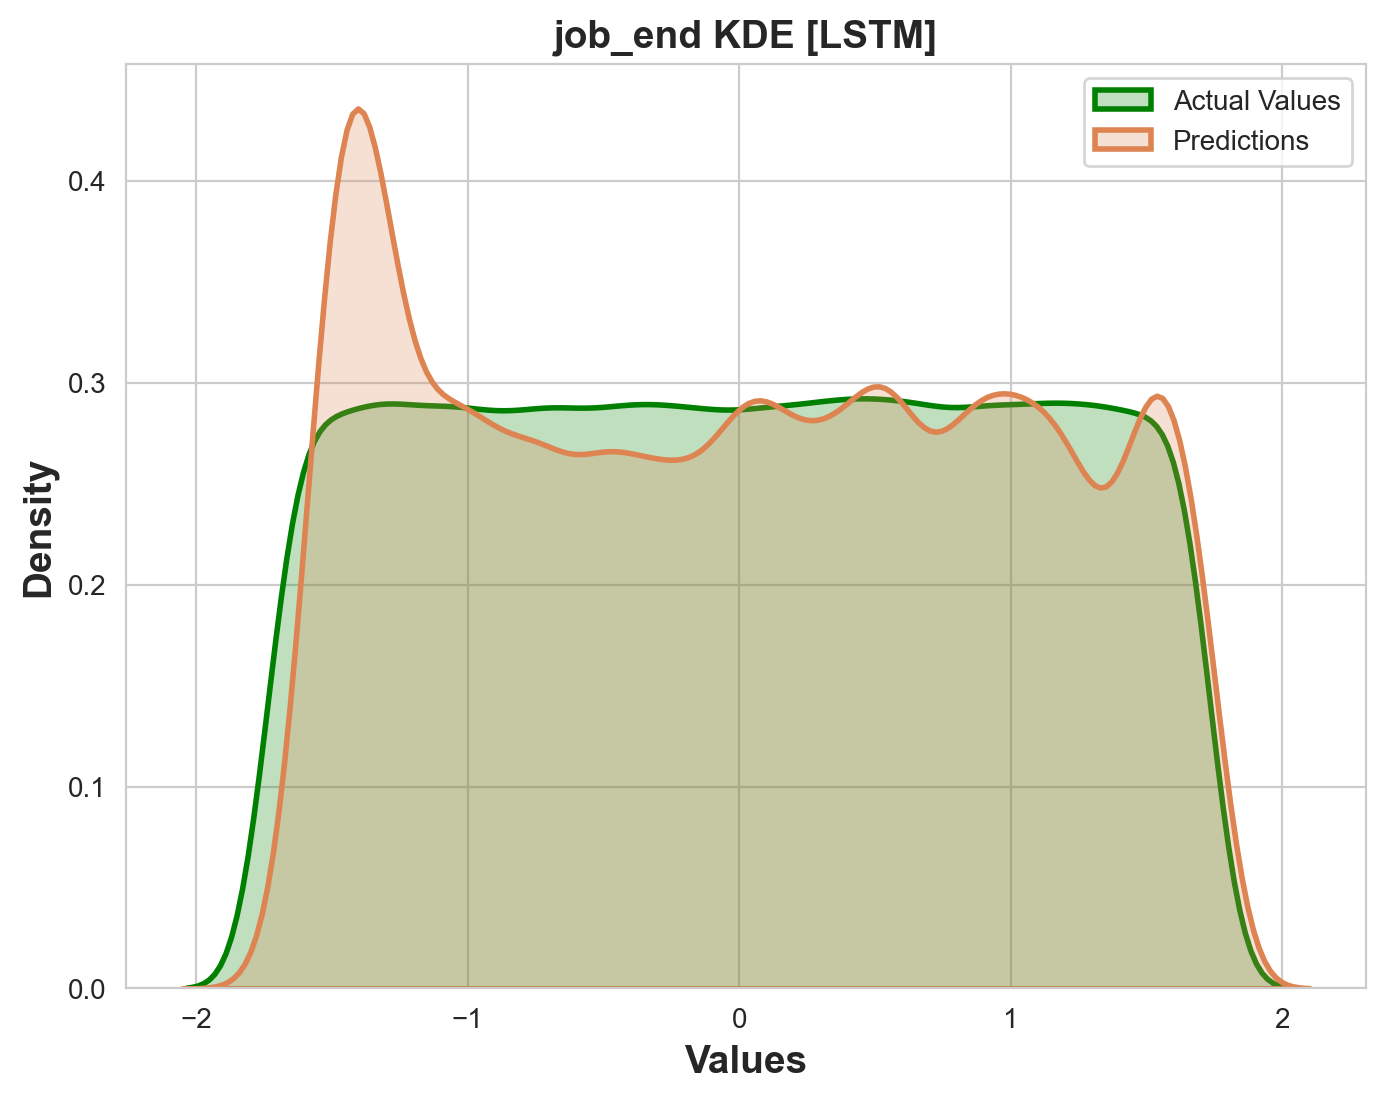 job_end KDE [LSTM]
Actual Values
Predictions
0.4
0.3
0.2
0.1
0.0
Density
−2
−1
0
1
2
Values